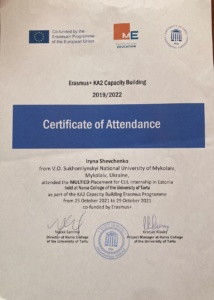 Co-funded by the
Erasmus+ Programme
of the European Union
ME
EDUCATION
Erasmus+ KA2 Capacity Building
2019/2022
Certificate of Attendance
Iryna Shevchenko
from V.O. Sukhomlynskyi National University of Mykolaiv,
Mykolaiv, Ukraine,
attended the MULTIED Placement for CLIL internship in Estonia
held at Narva College of the University of Tartu
as part of the KA2 Capacity Building Erasmus Programme
from 25 October 2021 to 29 October 2021
co-funded by Erasmus+
Director of Narva College
of the University of Tartu
Project Manager of Narva College
of the University of Tartu